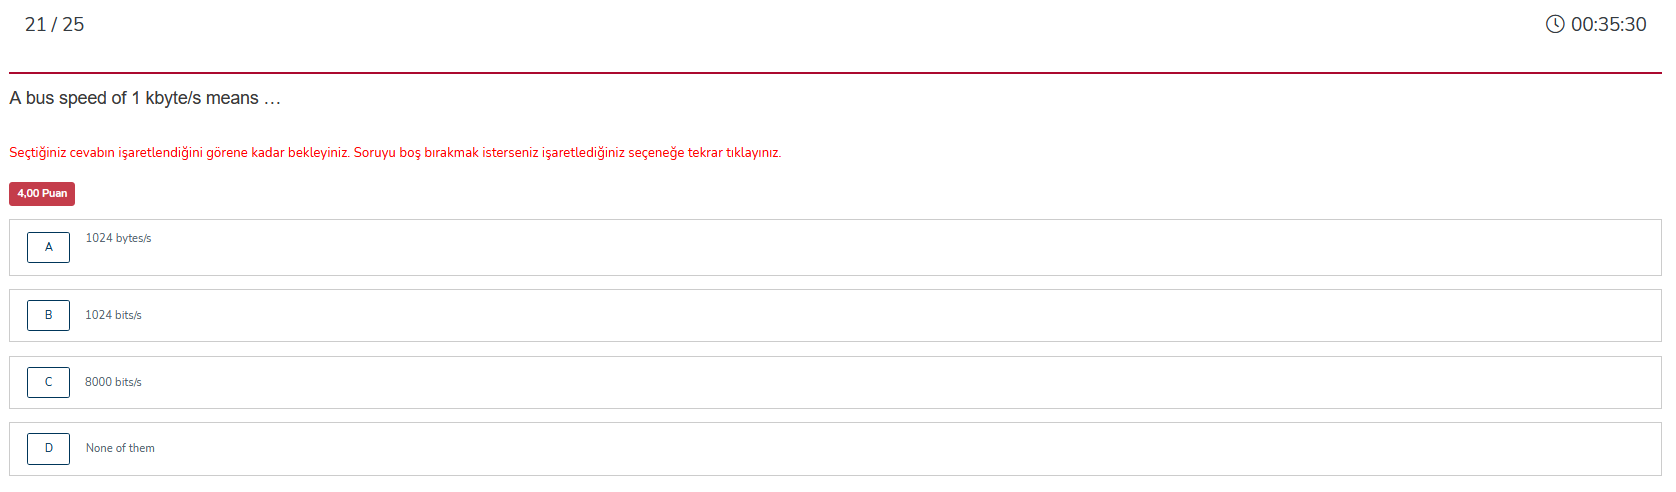 21 / 25
00:35:30
A bus speed of 1 kbyte/s means …
Seçtiğiniz cevabın işaretlendiğini görene kadar bekleyiniz. Soruyu boş bırakmak isterseniz işaretlediğiniz seçeneğe tekrar tıklayınız.
4,00 Puan
A 1024 bytes/s
B 1024 bits/s
C 8000 bits/s
D None of them